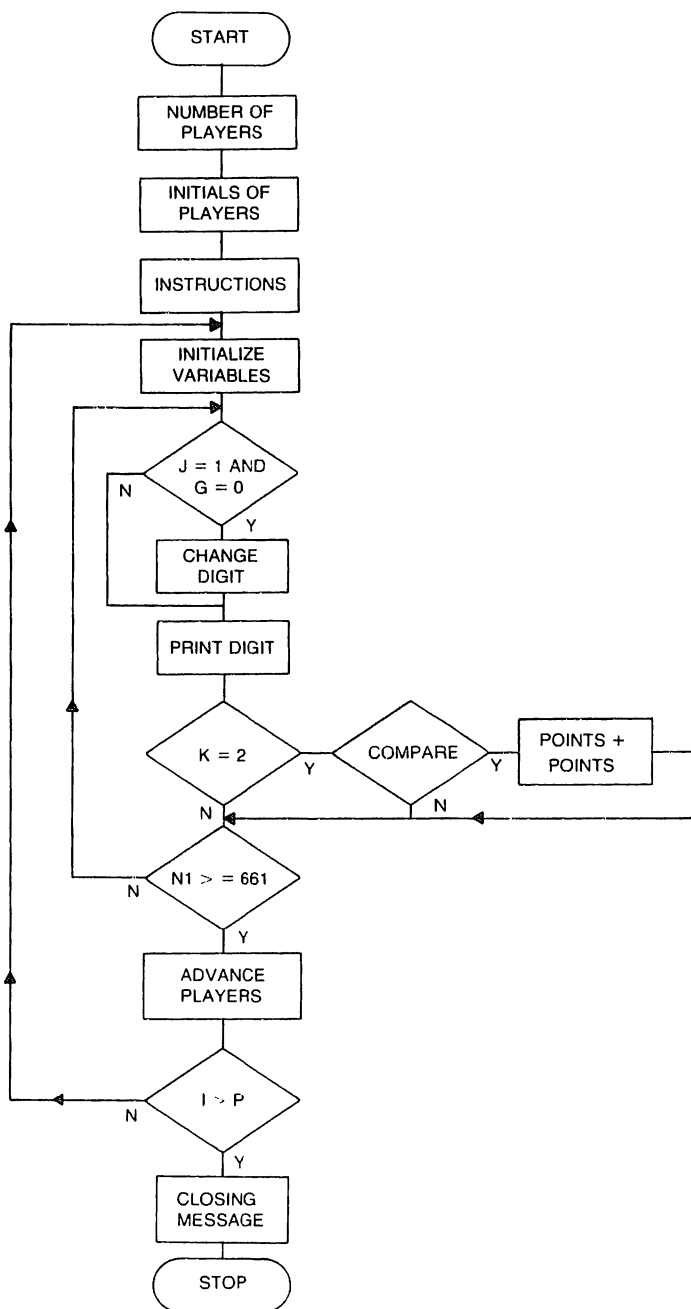 START
NUMBER OF
PLAYERS
INITIALS OF
PLAYERS
INSTRUCTIONS
INITIALIZE
VARIABLES
J = 1 AND
G = 0
N
Y
CHANGE
DIGIT
PRINT DIGIT
K = 2
Y
N
COMPARE
Y
N
POINTS +
POINTS
N1 > = 661
N
Y
ADVANCE
PLAYERS
I > P
N
Y
CLOSING
MESSAGE
STOP